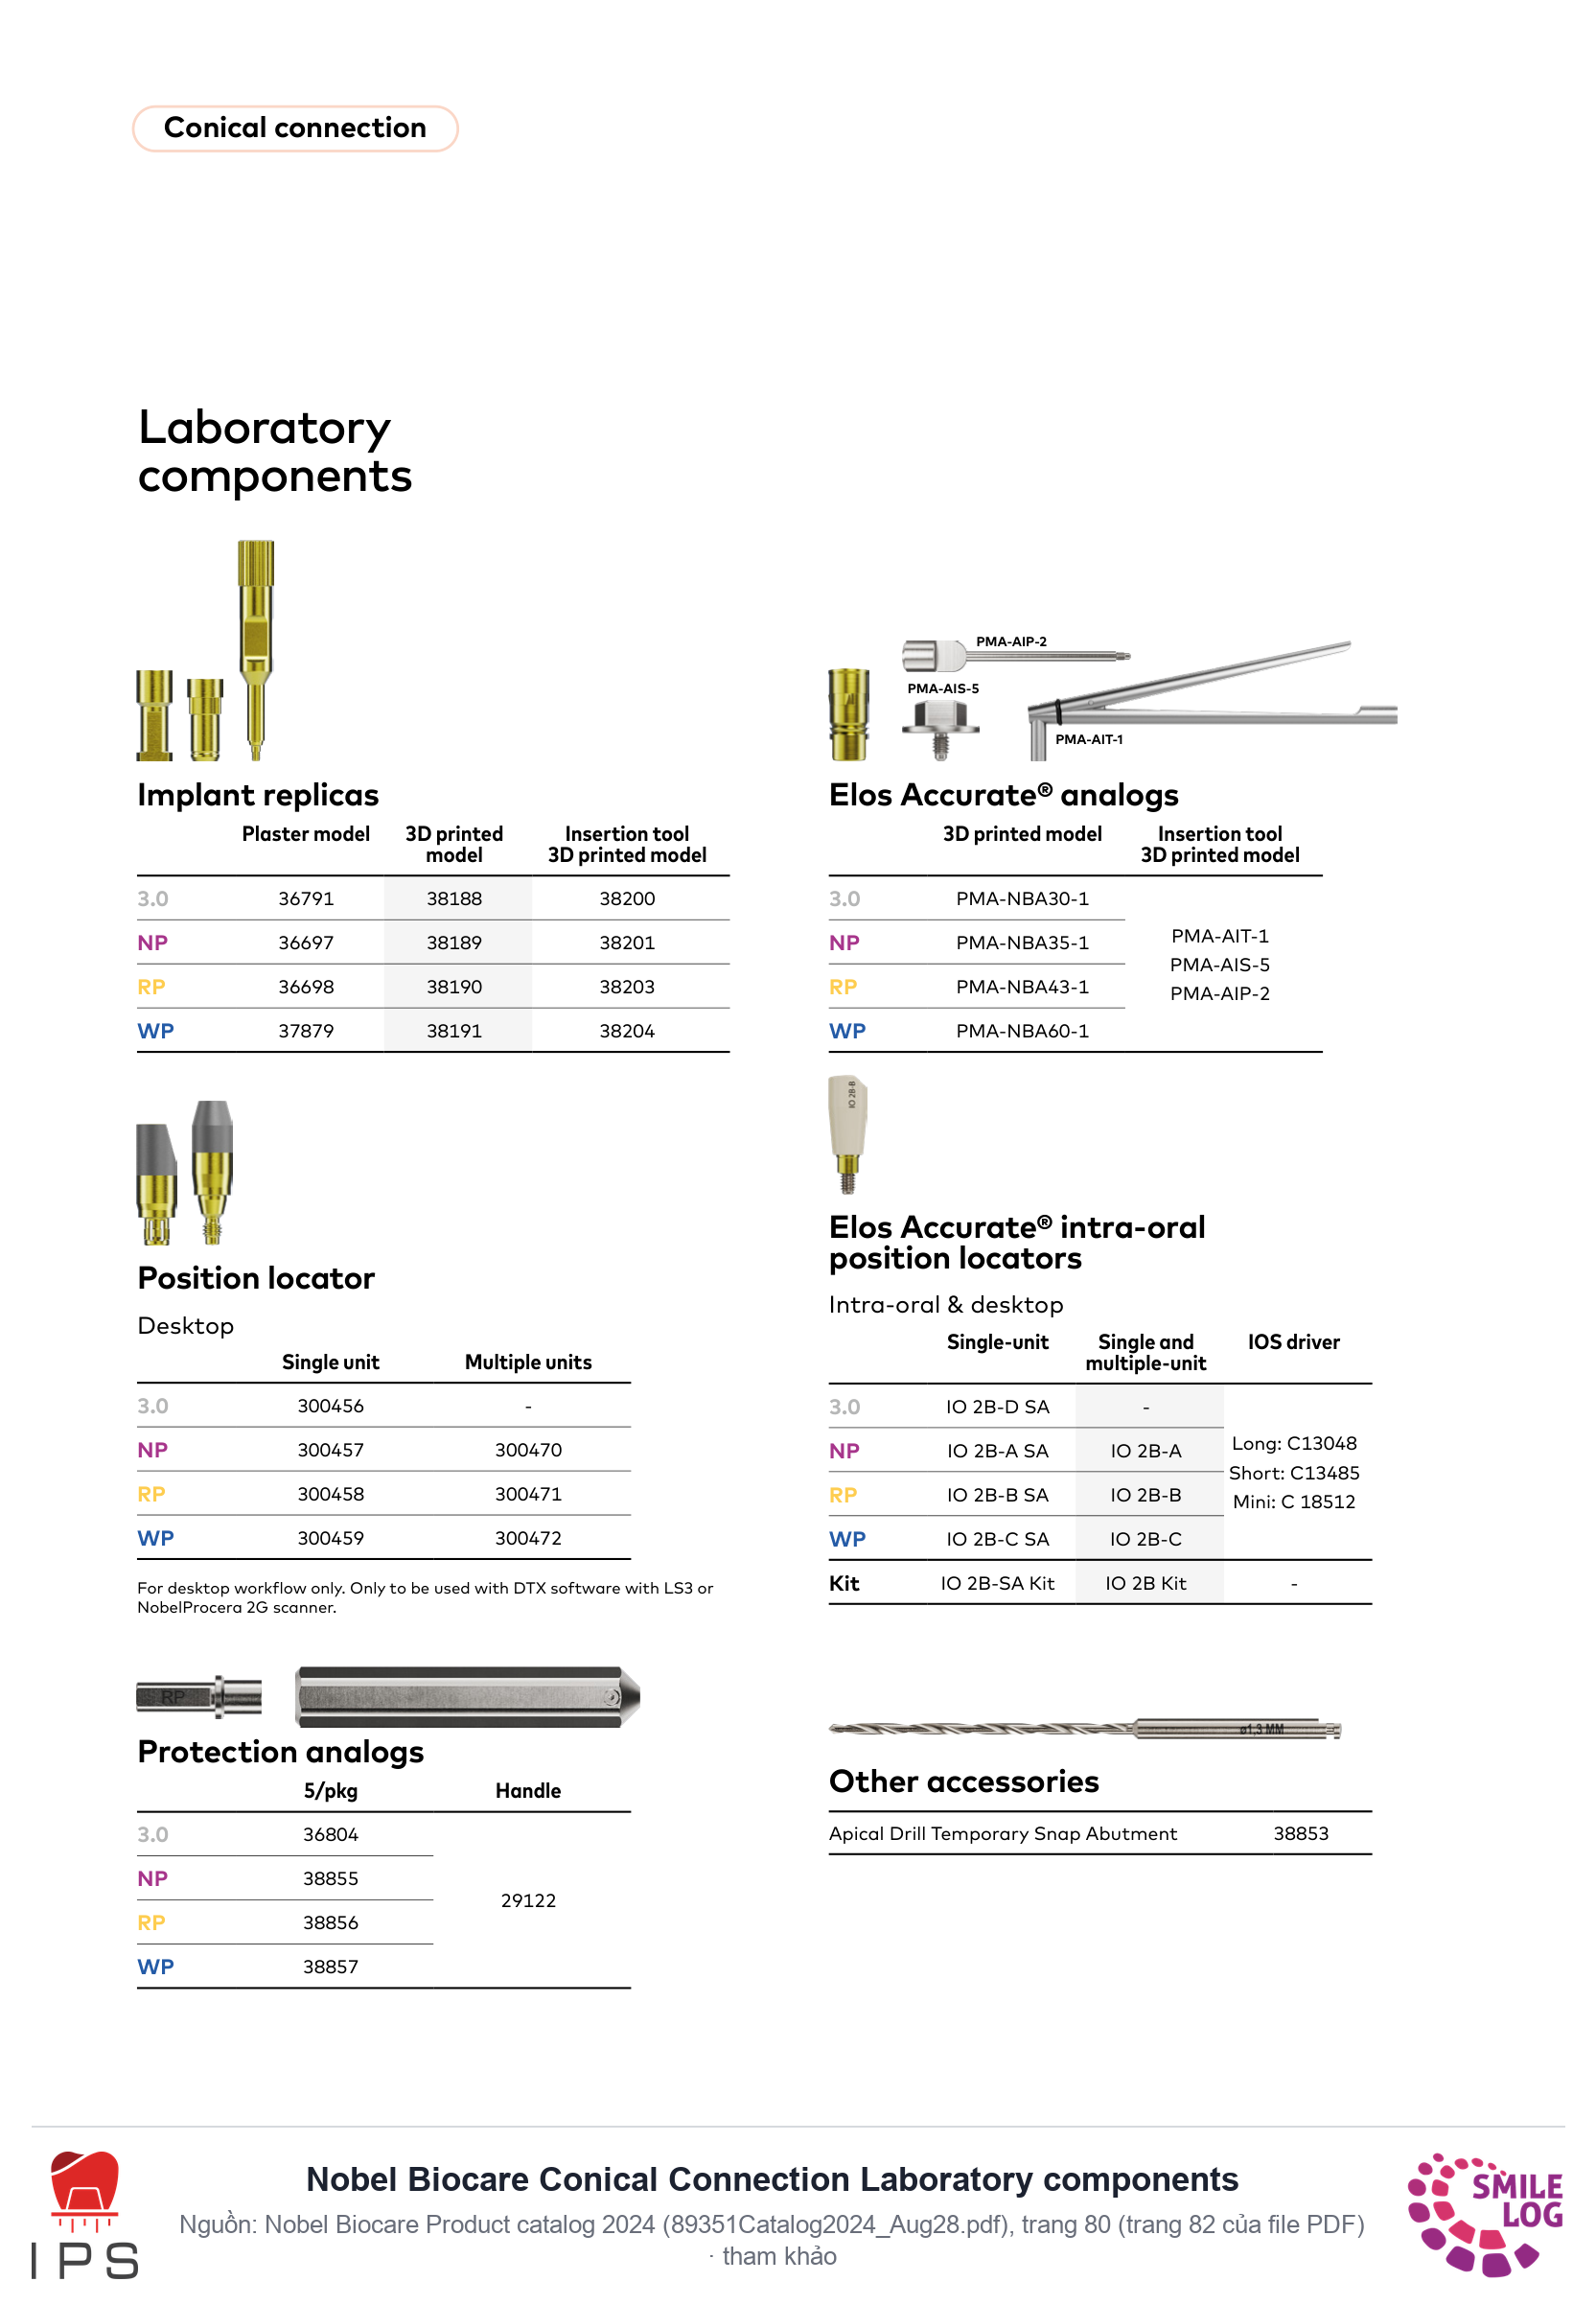 Conical connection
Laboratory
components
Implant replicas
Plaster model 3D printed model Insertion tool 3D printed model
3.0 36791 38188 38200
NP 36697 38189 38201
RP 36698 38190 38203
WP 37879 38191 38204
PMA-AIP-2
PMA-AIS-5
PMA-AIT-1
Elos Accurate® analogs
3D printed model Insertion tool 3D printed model
3.0 PMA-NBA30-1
NP PMA-NBA35-1
RP PMA-NBA43-1
WP PMA-NBA60-1
PMA-AIT-1
PMA-AIS-5
PMA-AIP-2
Position locator
Desktop
Single unit Multiple units
3.0 300456 -
NP 300457 300470
RP 300458 300471
WP 300459 300472
For desktop workflow only. Only to be used with DTX software with LS3 or
NobelProcera 2G scanner.
IO 2B-B
Elos Accurate® intra-oral
position locators
Intra-oral & desktop
Single-unit Single and multiple-unit IOS driver
3.0 IO 2B-D SA -
NP IO 2B-A SA IO 2B-A
RP IO 2B-B SA IO 2B-B
WP IO 2B-C SA IO 2B-C
Long: C13048
Short: C13485
Mini: C 18512
Kit IO 2B-SA Kit IO 2B Kit -
RP
Protection analogs
5/pkg Handle
3.0 36804
NP 38855
RP 38856
WP 38857
29122
ø1,3 MM
Other accessories
Apical Drill Temporary Snap Abutment 38853
IPS
Nobel Biocare Conical Connection Laboratory components
Nguồn: Nobel Biocare Product catalog 2024 (89351Catalog2024_Aug28.pdf), trang 80 (trang 82 của file PDF)
· tham khảo
SMILE
LOG